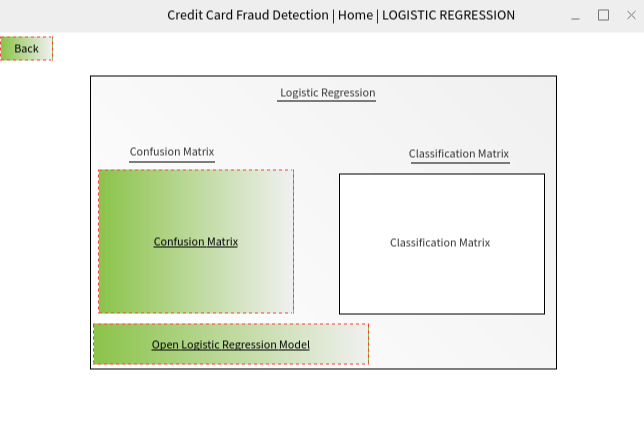 Credit Card Fraud Detection | Home | LOGISTIC REGRESSION
Back
Logistic Regression
Confusion Matrix
Classification Matrix
Confusion Matrix
Classification Matrix
Open Logistic Regression Model